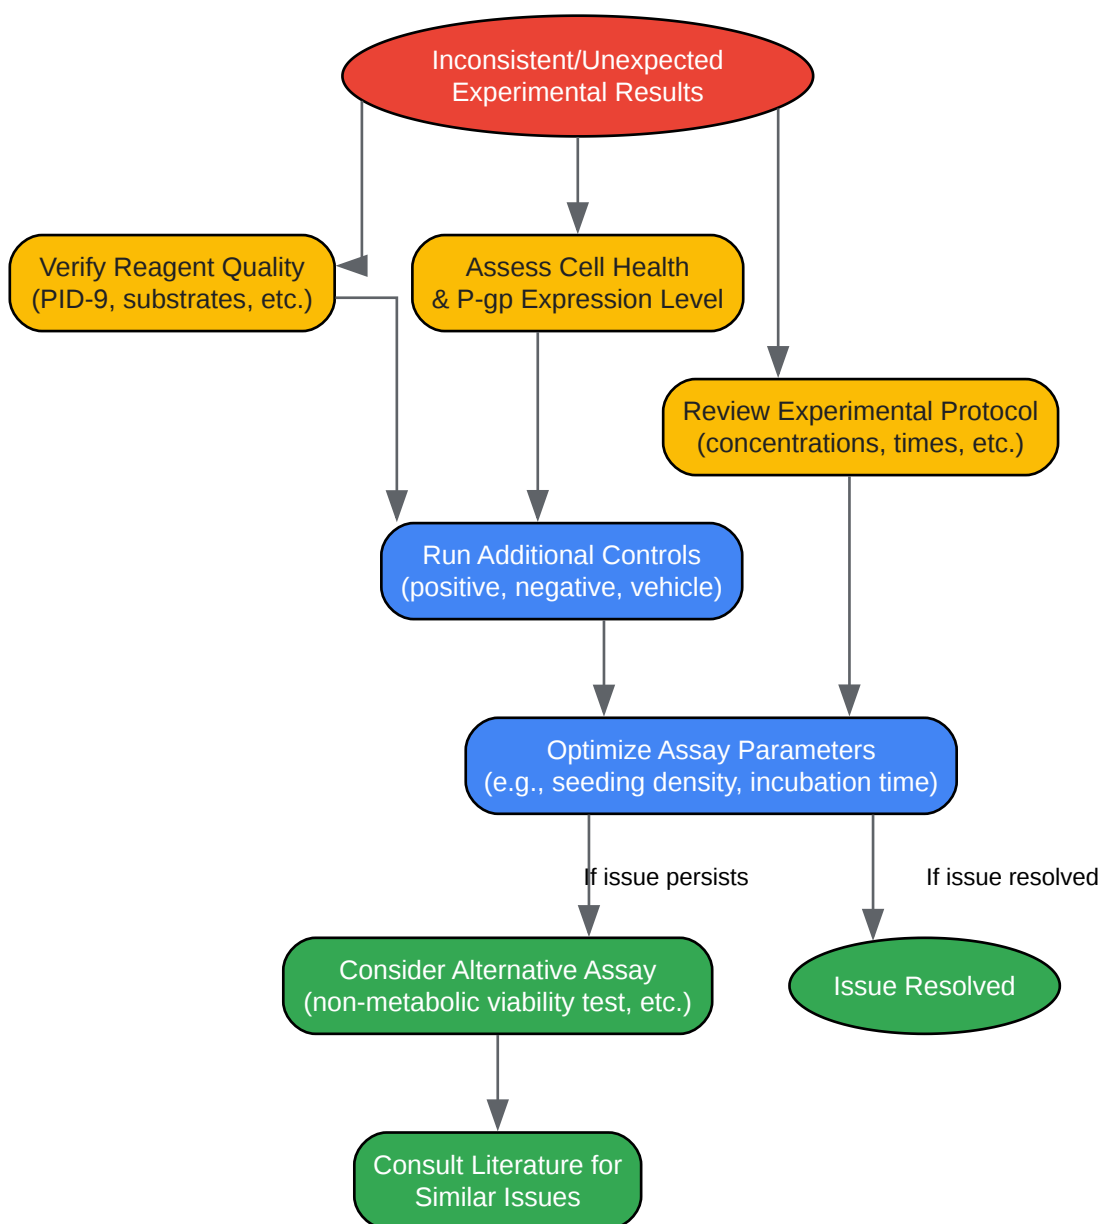 Inconsistent/Unexpected
Experimental Results
Verify Reagent Quality
(PID-9, substrates, etc.)
Assess Cell Health
& P-gp Expression Level
Review Experimental Protocol
(concentrations, times, etc.)
Run Additional Controls
(positive, negative, vehicle)
Optimize Assay Parameters
(e.g., seeding density, incubation time)
If issue persists
If issue resolved
Consider Alternative Assay
(non-metabolic viability test, etc.)
Issue Resolved
Consult Literature for
Similar Issues